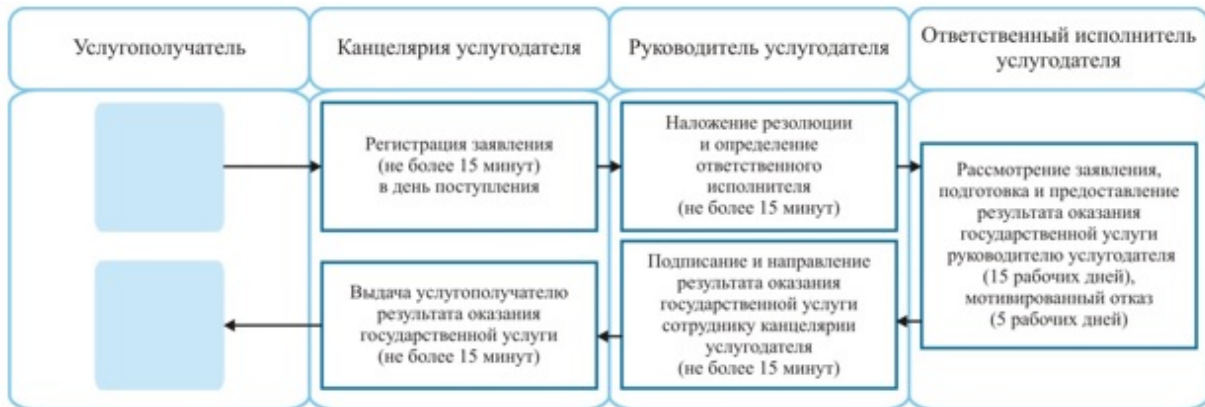 Услугополучатель
Канцелярия услугодателя
Руководитель услугодателя
Ответственный исполнитель
услугодателя
Регистрация заявления
(не более 15 минут)
в день поступления
Наложение резолюции
и определение
ответственного
исполнителя
(не более 15 минут)
Рассмотрение заявления,
подготовка и предоставление
результата оказания
государственной услуги
руководителю услугодателя
(15 рабочих дней),
мотивированный отказ
(5 рабочих дней)
Подписание и направление
результата оказания
государственной услуги
сотруднику канцелярии
услугодателя
(не более 15 минут)
Выдача услугополучателю
результата оказания
государственной услуги
(не более 15 минут)